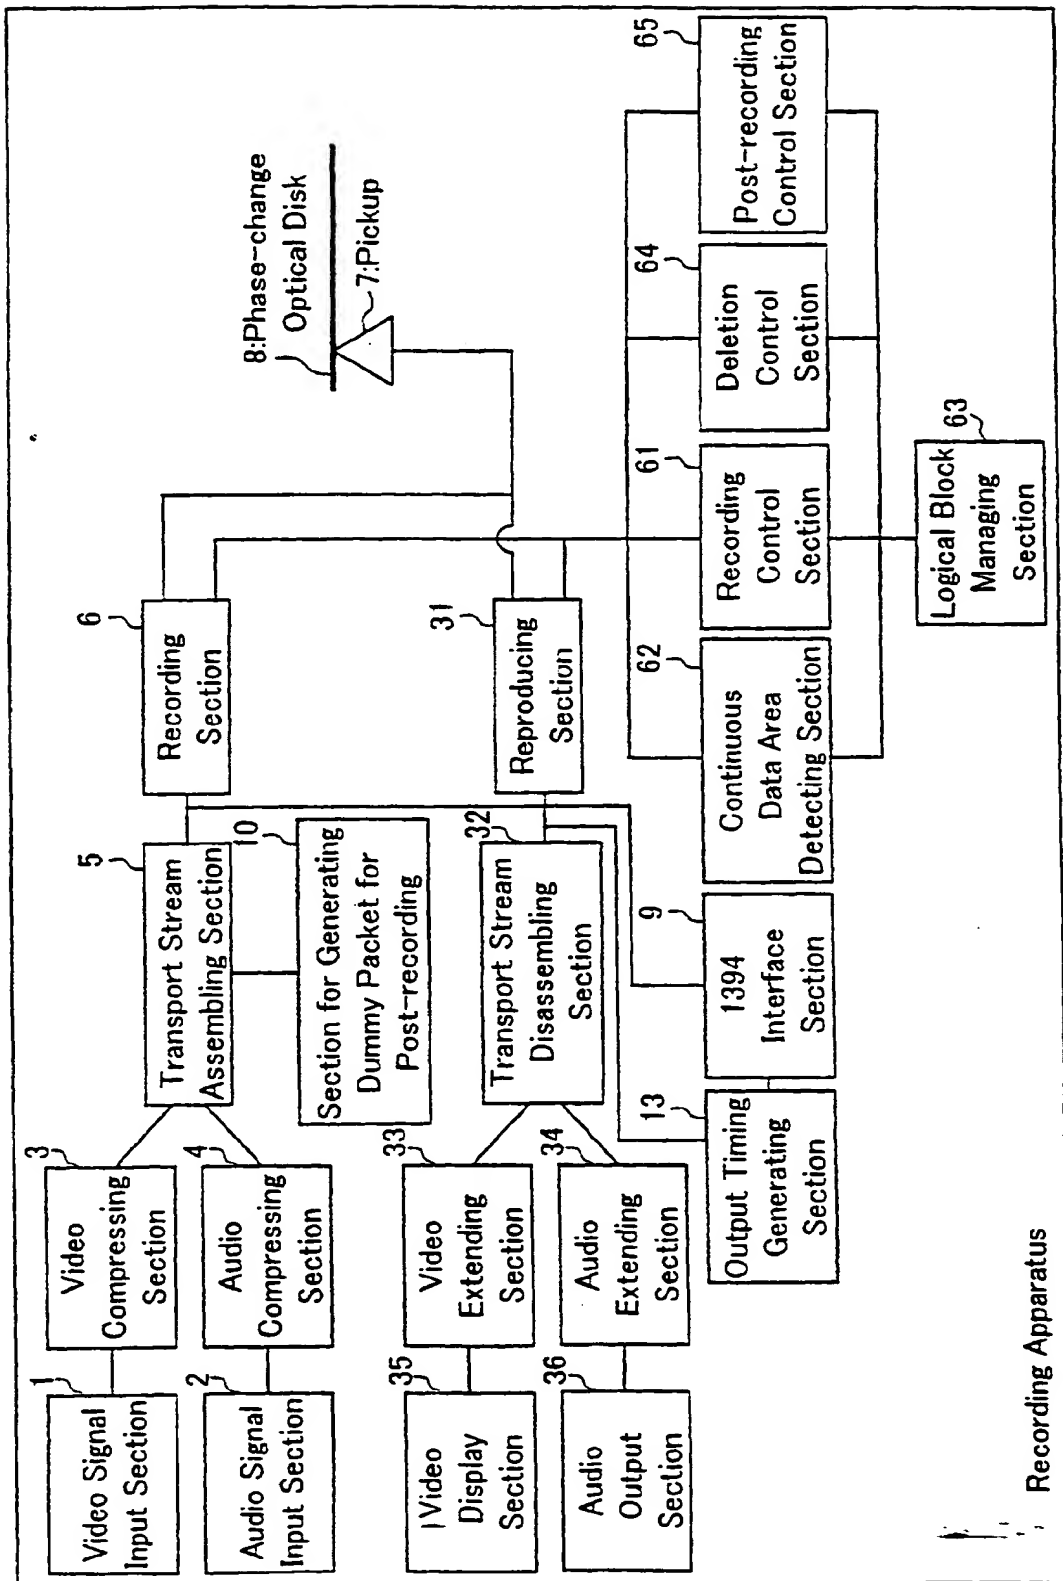 1
Video Signal
Input Section
3
Video
Compressing
Section
5
Transport Stream
Assembling Section
6
Recording
Section
8:Phase-change
Optical Disk
7:Pickup
2
Audio Signal
Input Section
4
Audio
Compressing
Section
10
Section for Generating
Dummy Packet for
Post-recording
35
Video
Display
Section
33
Video
Extending
Section
32
Transport Stream
Disassembling
Section
31
Reproducing
Section
36
Audio
Output
Section
34
Audio
Extending
Section
13
Output Timing
Generating
Section
9
1394
Interface
Section
62
Continuous
Data Area
Detecting Section
61
Recording
Control
Section
64
Deletion
Control
Section
65
Post-recording
Control Section
63
Logical Block
Managing
Section
Recording Apparatus